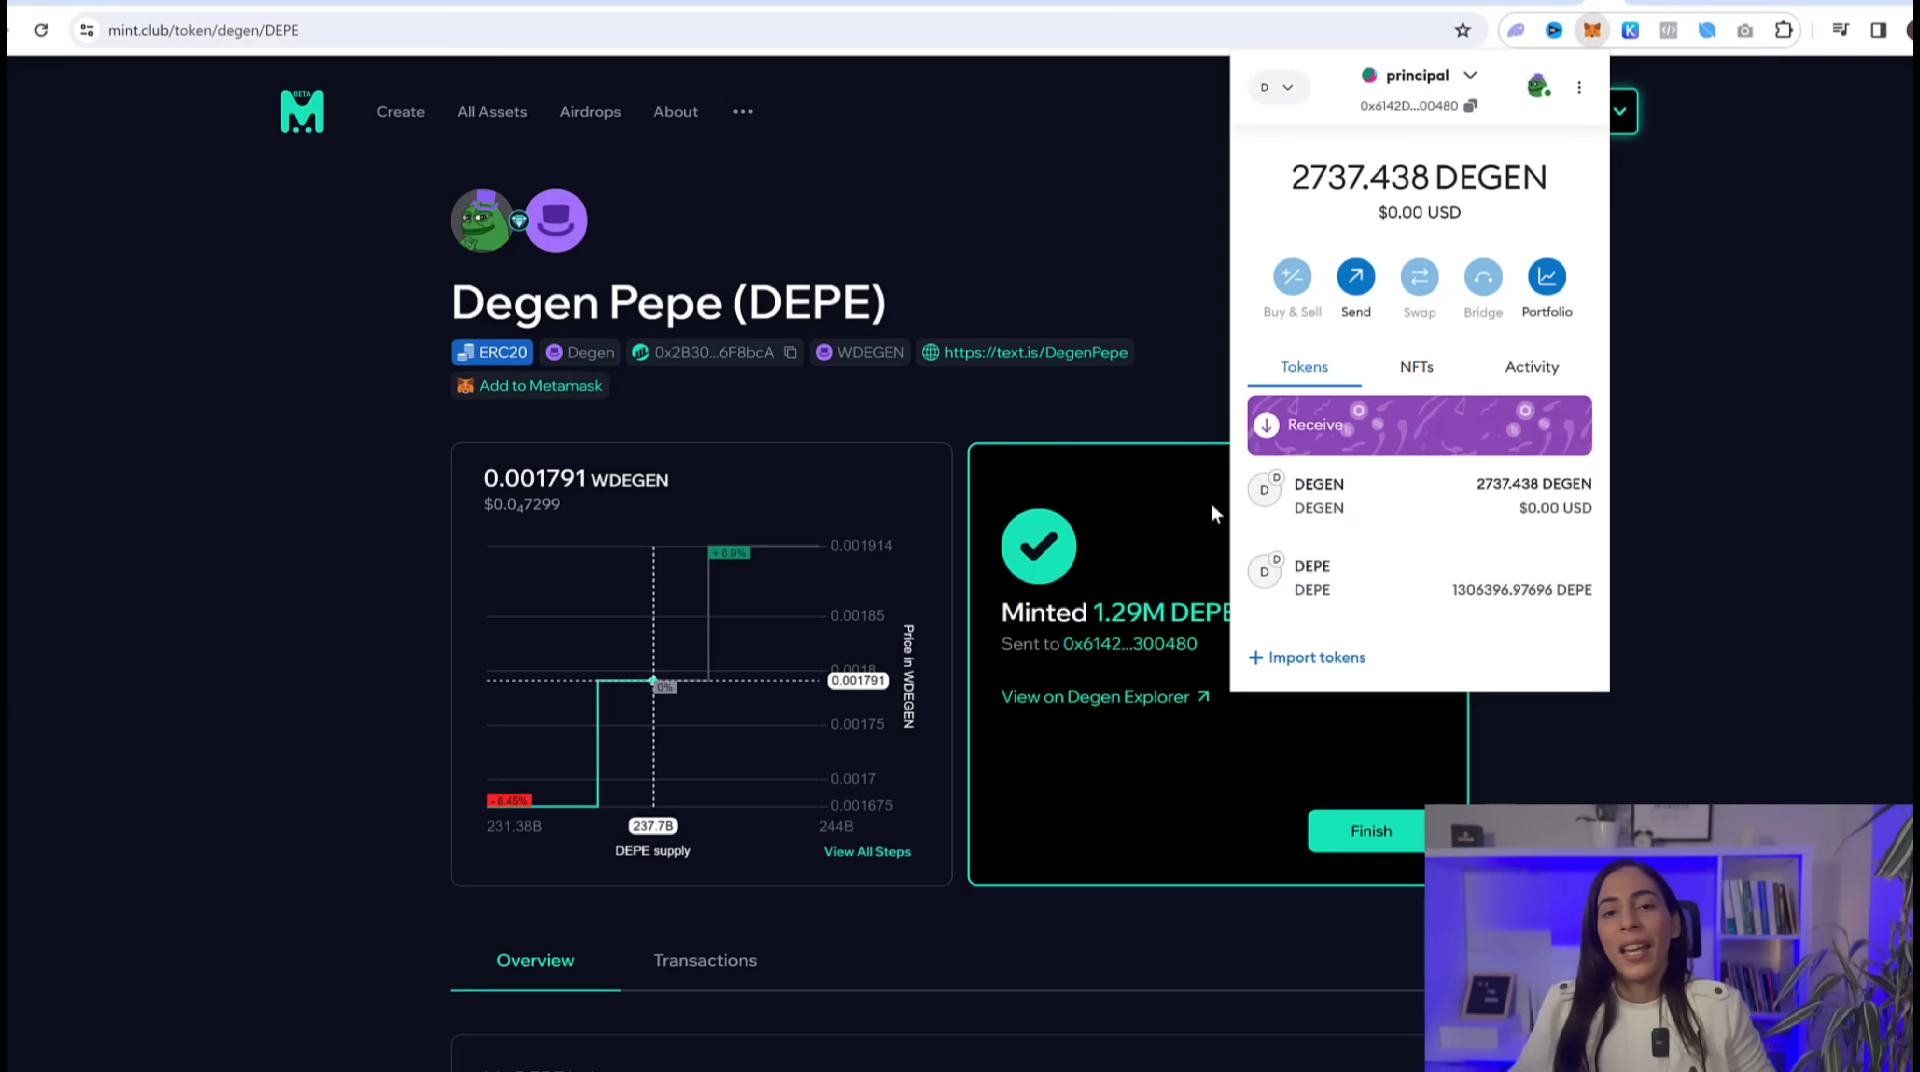 mint.club/token/degen/DEPE
BETA
Create
All Assets
Airdrops
About
Degen Pepe (DEPE)
ERC20
Degen
0x2B30...6F8bcA
WDEGEN
https://text.is/DegenPepe
Add to Metamask
0.001791 WDEGEN
$0.0₄7299
+ 6.9%
0.001914
0.00185
0.0018
0.001791
0%
0.00175
0.0017
0.001675
- 6.45%
Price in WDEGEN
231.38B
237.7B
244B
DEPE supply
View All Steps
Minted 1.29M DEPE
Sent to 0x6142...300480
View on Degen Explorer
Finish
Overview
Transactions
D
principal
0x6142D...00480
2737.438 DEGEN
$0.00 USD
Buy & Sell
Send
Swap
Bridge
Portfolio
Tokens
NFTs
Activity
Receive
D
D
DEGEN
2737.438 DEGEN
DEGEN
$0.00 USD
D
D
DEPE
DEPE
1306396.97696 DEPE
+ Import tokens